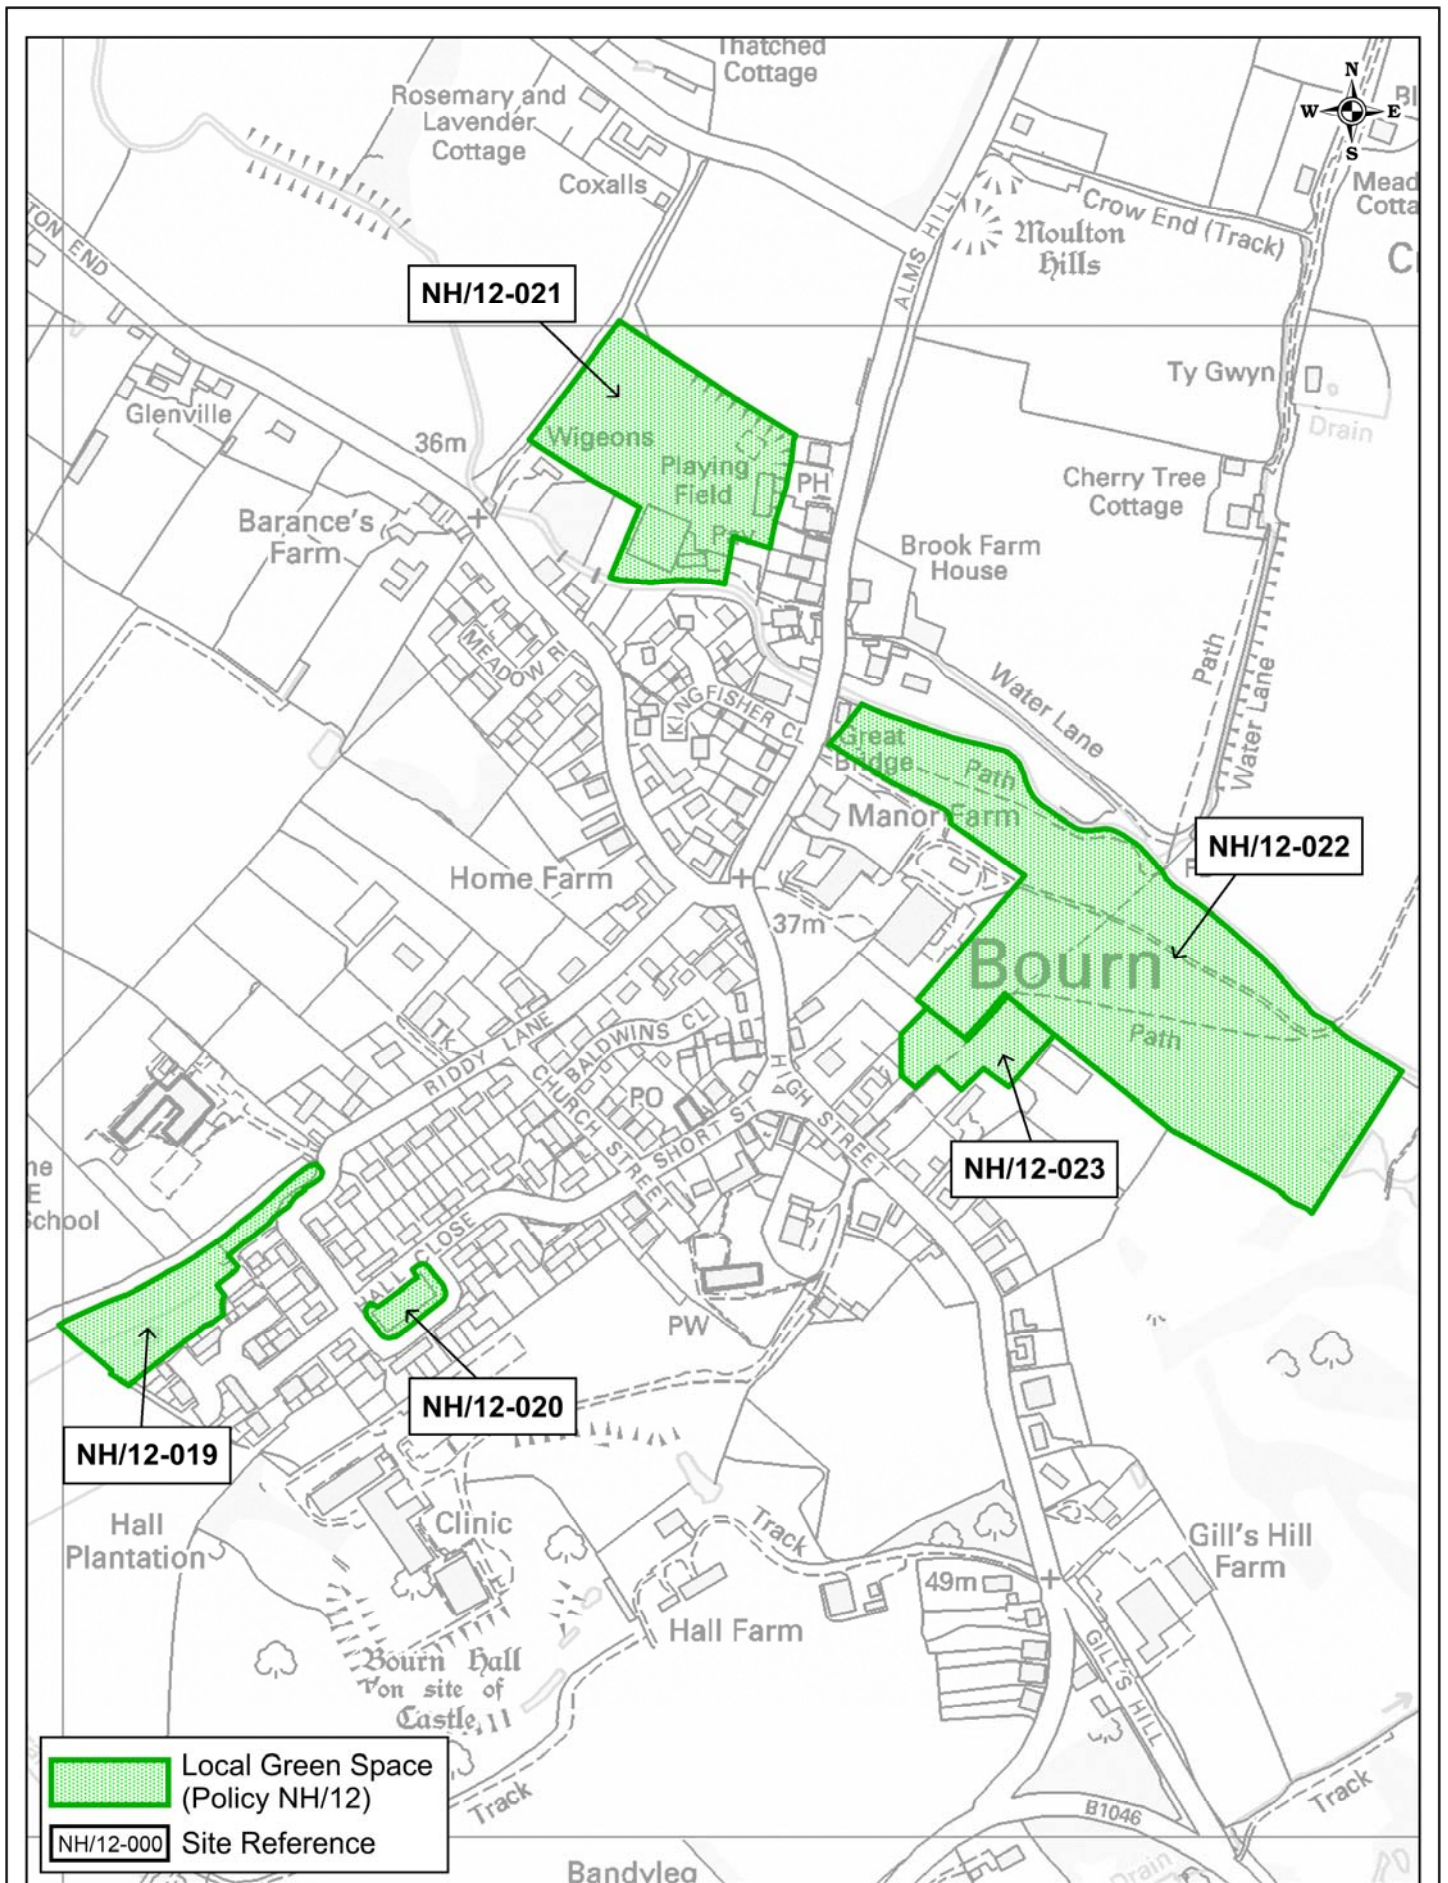 Thatched
Cottage
N
W E
S
Rosemary and
Lavender
Cottage
Coxalls
Mead
Cotta
Crow End (Track)
Moulton
Hills
ALMS HILL
TON END
NH/12-021
Ty Gwyn
Drain
Glenville
36m
Wigeons
Playing
Field
PH
Pav
Cherry Tree
Cottage
Barance's
Farm
Brook Farm
House
MEADOW RI
KINGFISHER CL
Water Lane
Path
Water Lane
Great
Bridge
Path
Manor Farm
NH/12-022
Home Farm
37m
Bourn
Path
TK
RIDDY LANE
BALDWINS CL
CHURCH STREET
PO
SHORT ST
HIGH STREET
NH/12-023
School
HALL CLOSE
PW
NH/12-020
NH/12-019
Hall
Plantation
Clinic
Track
Gill's Hill
Farm
49m
Hall Farm
GILL'S HILL
Bourn Hall
on site of
Castle
Track
B1046
Track
Drain
Bandyleg
Local Green Space
(Policy NH/12)
NH/12-000 Site Reference